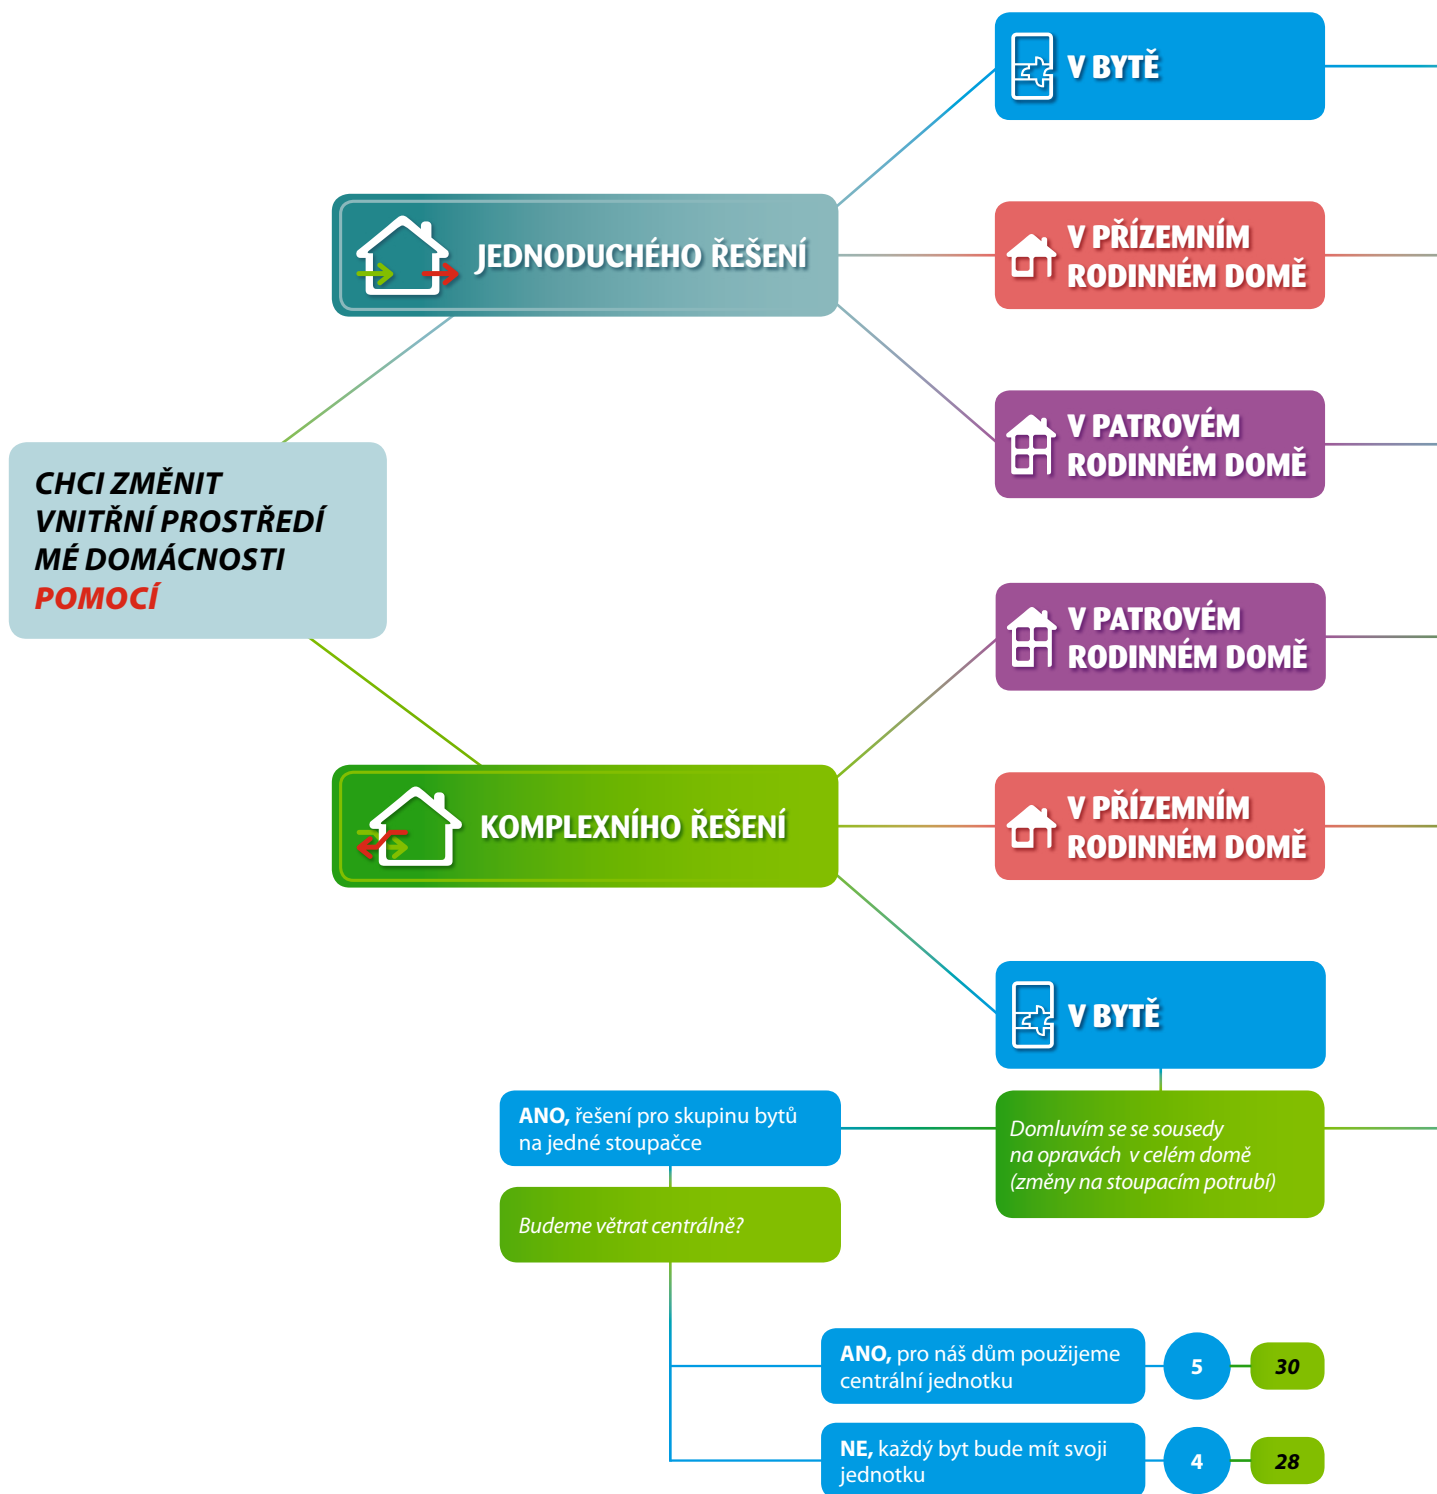 V BYTĚ
JEDNODUCHÉHO ŘEŠENÍ
V PŘÍZEMNÍM
RODINNÉM DOMĚ
V PATROVÉM
RODINNÉM DOMĚ
CHCI ZMĚNIT
VNITŘNÍ PROSTŘEDÍ
MÉ DOMÁCNOSTI
POMOCÍ
V PATROVÉM
RODINNÉM DOMĚ
KOMPLEXNÍHO ŘEŠENÍ
V PŘÍZEMNÍM
RODINNÉM DOMĚ
V BYTĚ
ANO, řešení pro skupinu bytů
na jedné stoupačce
Domluvím se se sousedy
na opravách v celém domě
(změny na stoupacím potrubí)
Budeme větrat centrálně?
ANO, pro náš dům použijeme
centrální jednotku
5
30
NE, každý byt bude mít svoji
jednotku
4
28